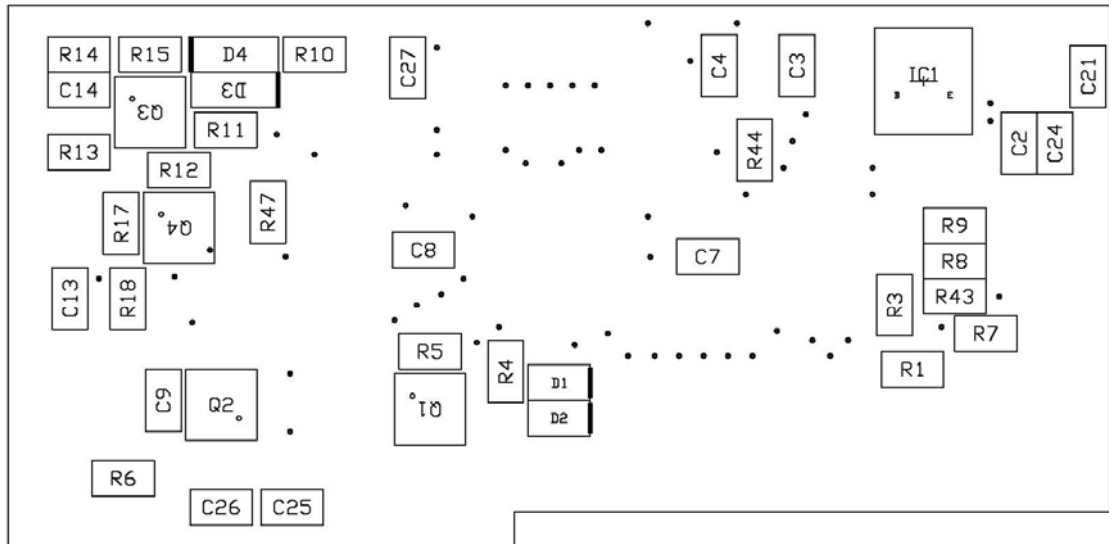 R14 R15 D4 R10 C27 C4 C3 IC1 C21
C14 D3
Q3 R11 B E
R13 R44 C2 C24
R12
R17 Q4 R47 R9
C8 C7 R8
C13 R18 R3 R43
R7
R5 R4 R1
C9 Q2 Q1 D1
D2
R6
C26 C25